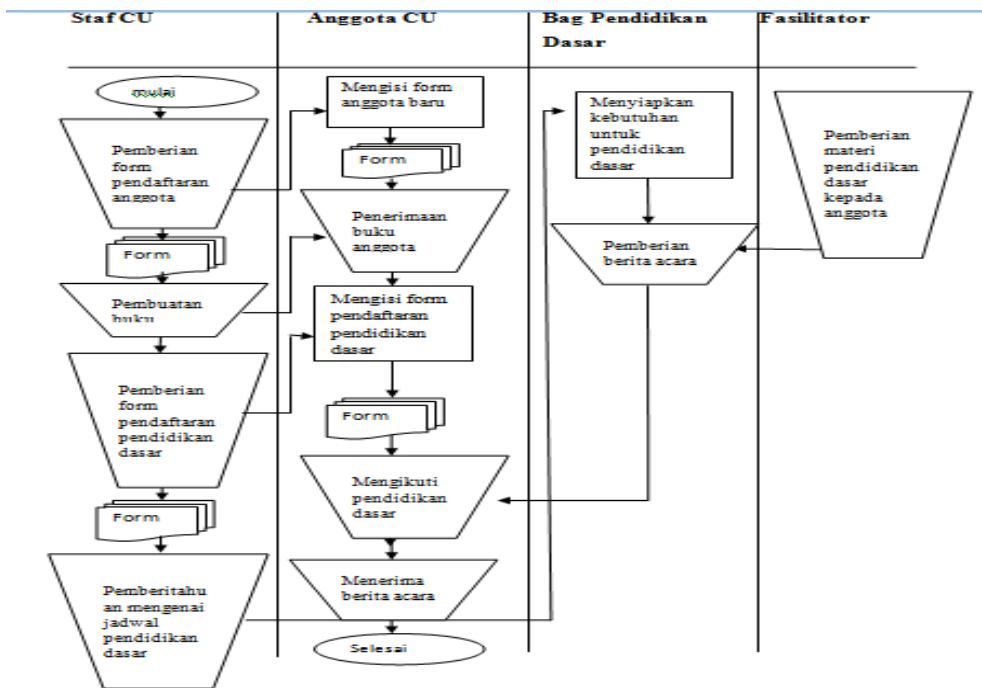 Staf CU
Anggota CU
Bag Pendidikan
Dasar
Fasilitator
mulai
Pemberian
form
pendaftaran
anggota
Form
Pembuatan
buku
Pemberian
form
pendaftaran
pendidikan
dasar
Form
Pemberitahu
an mengenai
jadwal
pendidikan
dasar
Mengisi form
anggota baru
Form
Penerimaan
buku
anggota
Mengisi form
pendaftaran
pendidikan
dasar
Form
Mengikuti
pendidikan
dasar
Menerima
berita acara
Selesai
Menyiapkan
kebutuhan
untuk
pendidikan
dasar
Pemberian
berita acara
Pemberian
materi
pendidikan
dasar
kepada
anggota